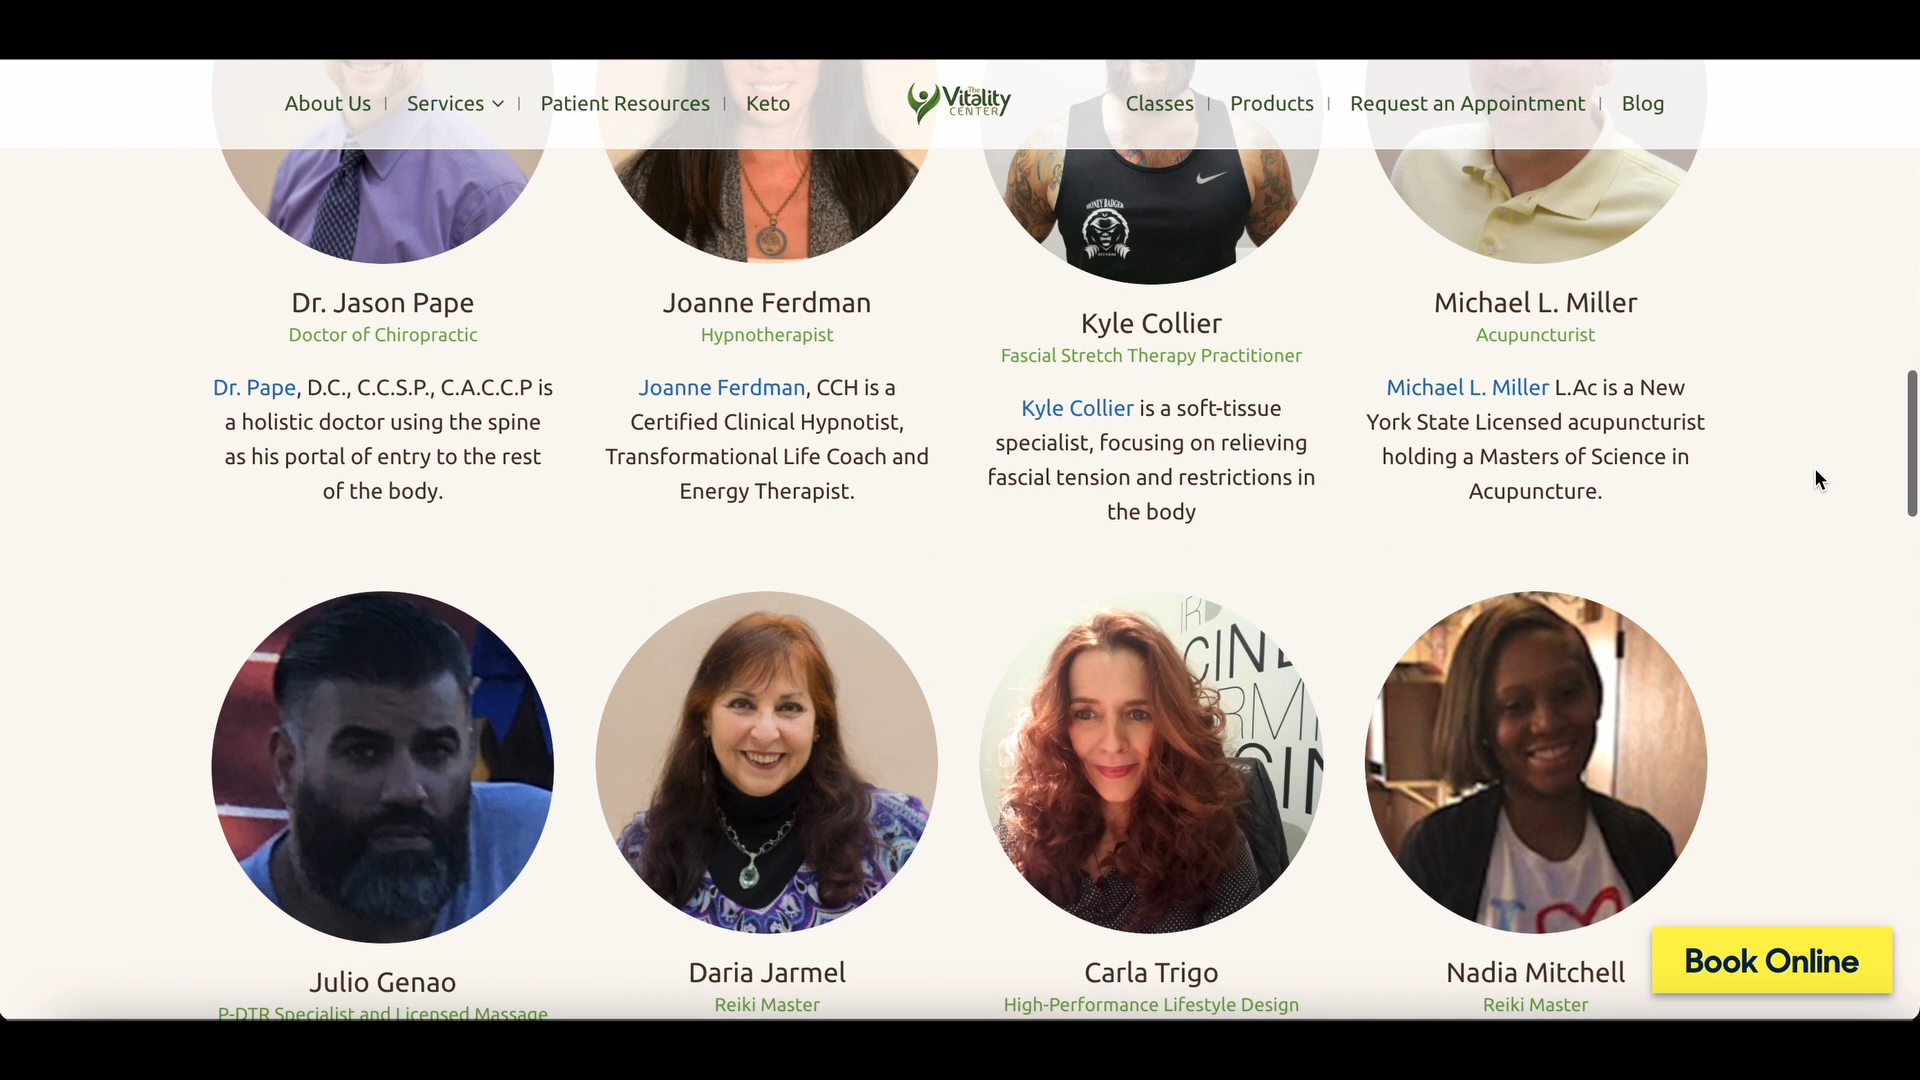 About Us | Services | Patient Resources | Keto
The Vitality CENTER
Classes | Products | Request an Appointment | Blog
HONEY BADGER
Dr. Jason Pape
Doctor of Chiropractic
Dr. Pape, D.C., C.C.S.P., C.A.C.C.P is
a holistic doctor using the spine
as his portal of entry to the rest
of the body.
Joanne Ferdman
Hypnotherapist
Joanne Ferdman, CCH is a
Certified Clinical Hypnotist,
Transformational Life Coach and
Energy Therapist.
Kyle Collier
Fascial Stretch Therapy Practitioner
Kyle Collier is a soft-tissue
specialist, focusing on relieving
fascial tension and restrictions in
the body
Michael L. Miller
Acupuncturist
Michael L. Miller L.Ac is a New
York State Licensed acupuncturist
holding a Masters of Science in
Acupuncture.
Julio Genao
P-DTR Specialist and Licensed Massage
Daria Jarmel
Reiki Master
Carla Trigo
High-Performance Lifestyle Design
Nadia Mitchell
Reiki Master
Book Online